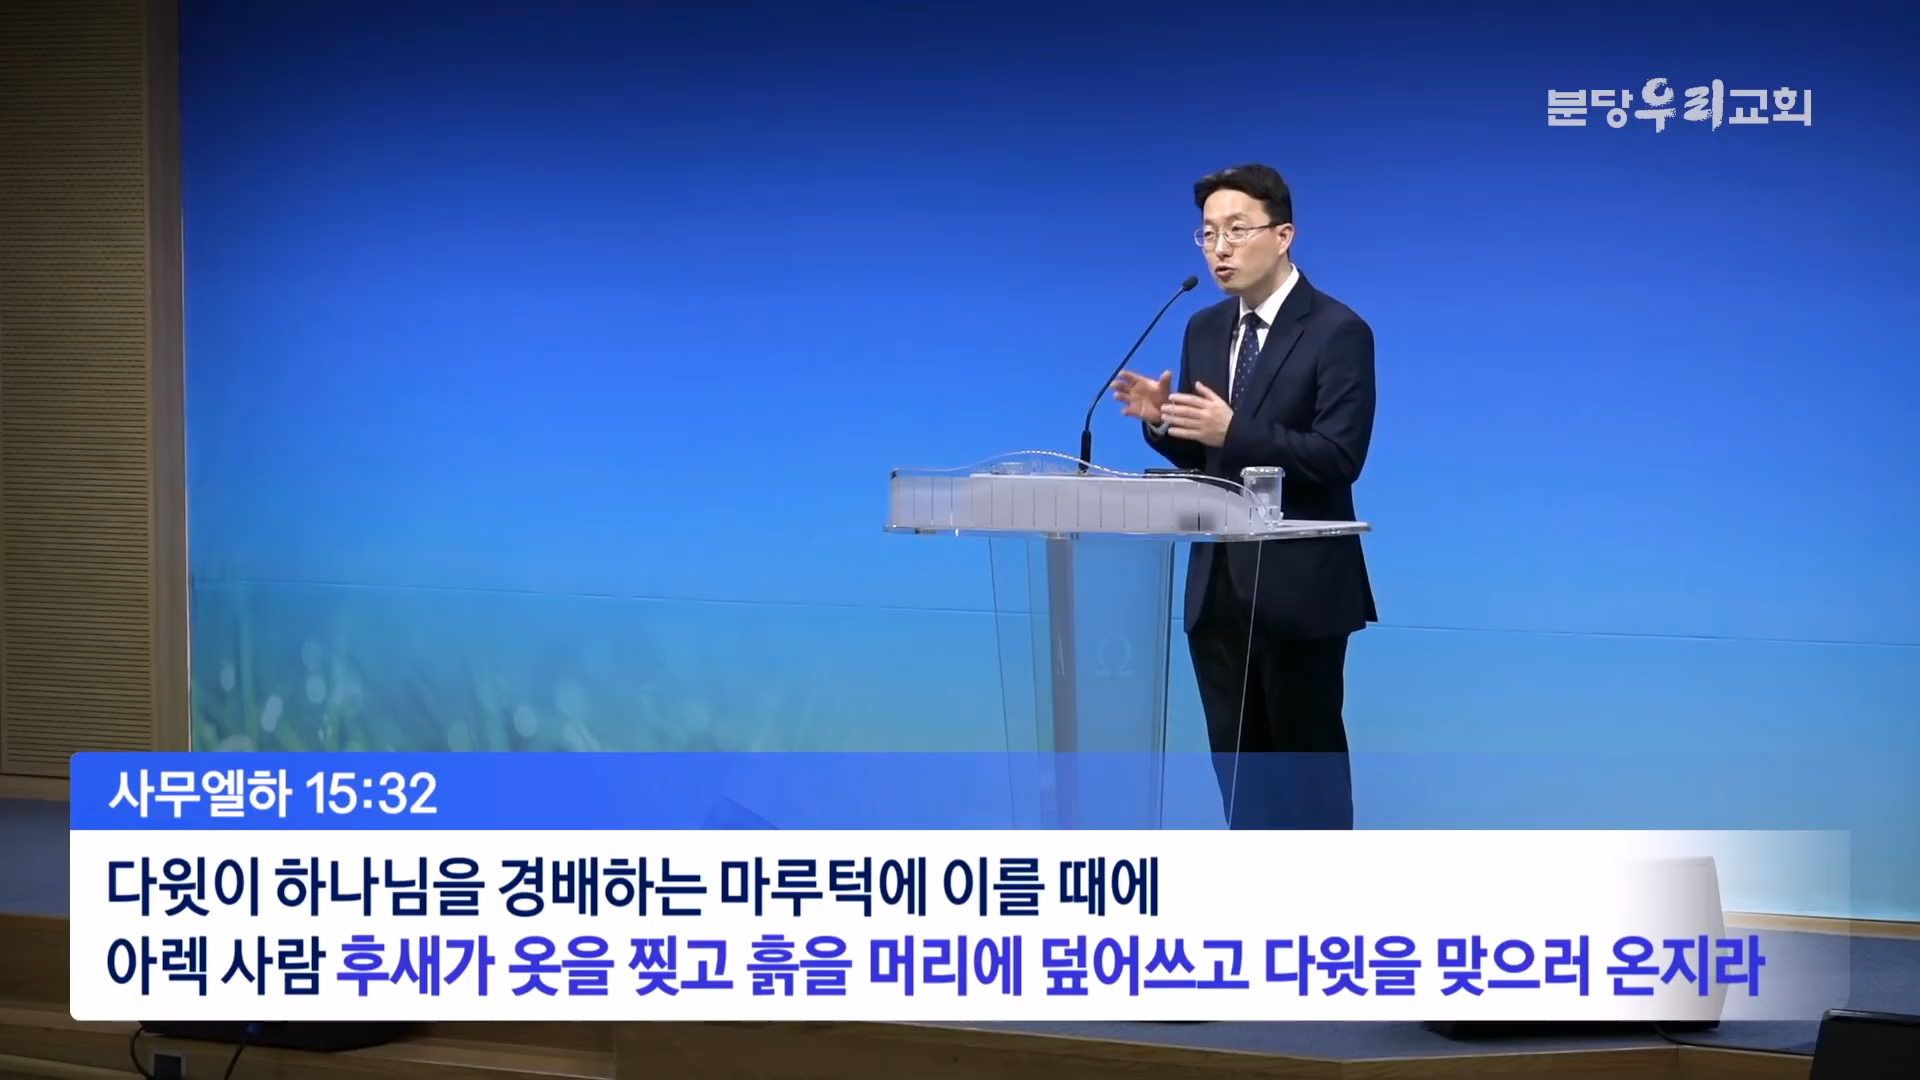 분당우리교회
Ω
사무엘하 15:32
다윗이 하나님을 경배하는 마루턱에 이를 때에
아렉 사람 후새가 옷을 찢고 흙을 머리에 덮어쓰고 다윗을 맞으러 온지라